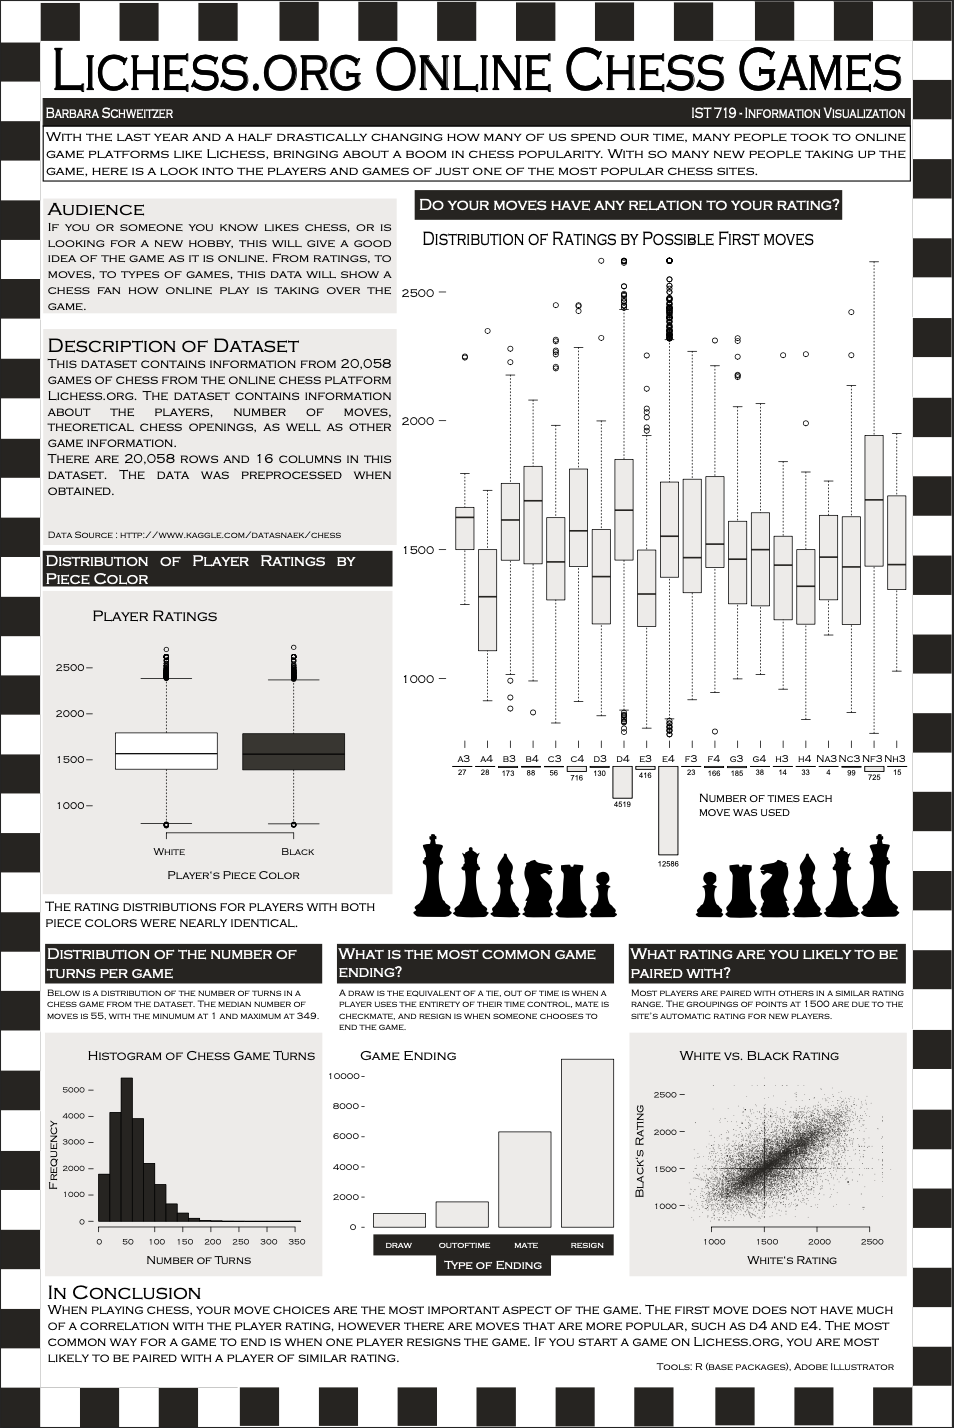 Lichess.org Online Chess Games
Barbara Schweitzer
IST 719 - Information Visualization
With the last year and a half drastically changing how many of us spend our time, many people took to online
game platforms like Lichess, bringing about a boom in chess popularity. With so many new people taking up the
game, here is a look into the players and games of just one of the most popular chess sites.
Audience
If you or someone you know likes chess, or is
looking for a new hobby, this will give a good
idea of the game as it is online. From ratings, to
moves, to types of games, this data will show a
chess fan how online play is taking over the
game.
Description of Dataset
This dataset contains information from 20,058
games of chess from the online chess platform
Lichess.org. The dataset contains information
about the players, number of moves,
theoretical chess openings, as well as other
game information.
There are 20,058 rows and 16 columns in this
dataset. The data was preprocessed when
obtained.
Data Source : http://www.kaggle.com/datasnaek/chess
Distribution of Player Ratings by
Piece Color
Player Ratings
2500
2000
1500
1000
White
Black
Player's Piece Color
The rating distributions for players with both
piece colors were nearly identical.
Do your moves have any relation to your rating?
Distribution of Ratings by Possible First moves
2500
2000
1500
1000
A3 A4 B3 B4 C3 C4 D3 D4 E3 E4 F3 F4 G3 G4 H3 H4 Na3 Nc3 Nf3 Nh3
27 28 173 88 56 716 130 4519 416 12586 23 166 185 38 14 33 4 99 725 15
Number of times each
move was used
Distribution of the number of
turns per game
Below is a distribution of the number of turns in a
chess game from the dataset. The median number of
moves is 55, with the minumum at 1 and maximum at 349.
Histogram of Chess Game Turns
Frequency
5000
4000
3000
2000
1000
0
0 50 100 150 200 250 300 350
Number of Turns
What is the most common game
ending?
A draw is the equivalent of a tie, out of time is when a
player uses the entirety of their time control, mate is
checkmate, and resign is when someone chooses to
end the game.
Game Ending
10000
8000
6000
4000
2000
0
draw outoftime mate resign
Type of Ending
What rating are you likely to be
paired with?
Most players are paired with others in a similar rating
range. The groupings of points at 1500 are due to the
site's automatic rating for new players.
White vs. Black Rating
Black's Rating
2500
2000
1500
1000
1000 1500 2000 2500
White's Rating
In Conclusion
When playing chess, your move choices are the most important aspect of the game. The first move does not have much
of a correlation with the player rating, however there are moves that are more popular, such as d4 and e4. The most
common way for a game to end is when one player resigns the game. If you start a game on Lichess.org, you are most
likely to be paired with a player of similar rating.
Tools: R (base packages), Adobe Illustrator